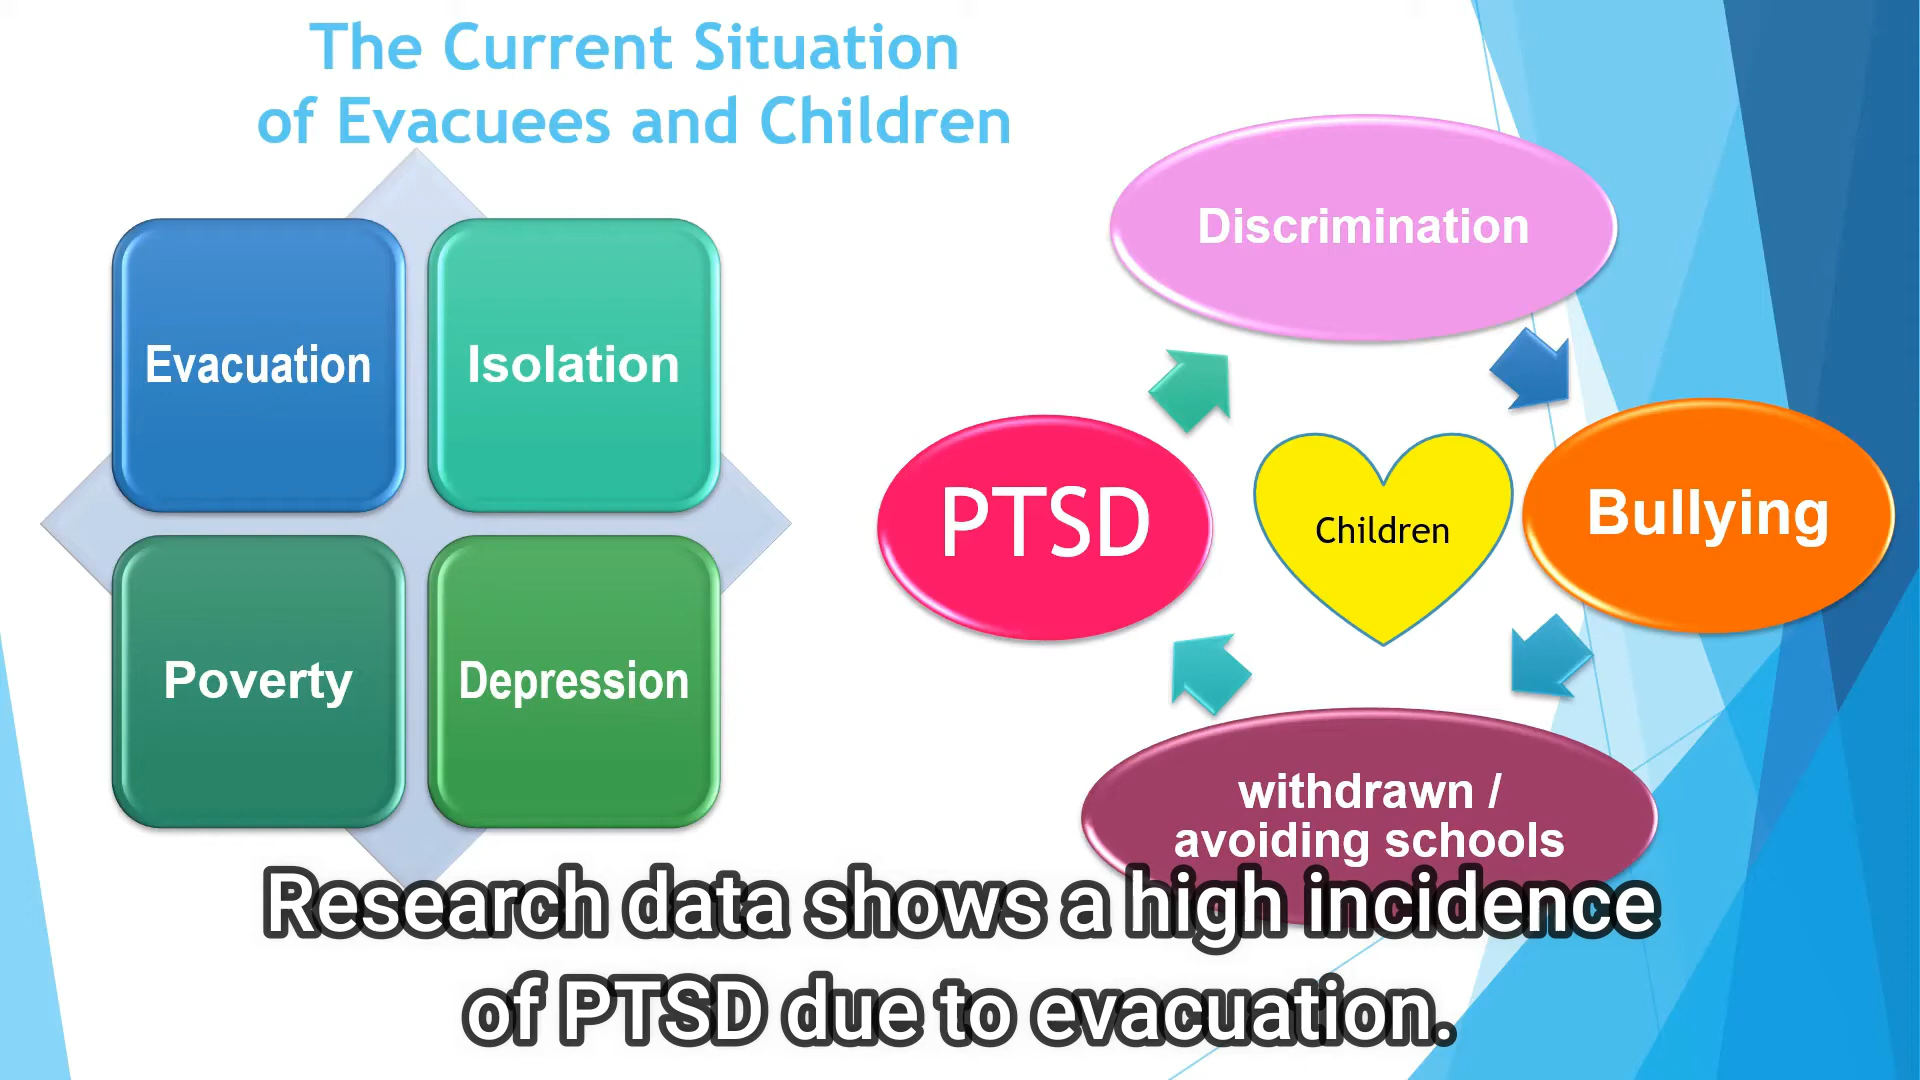 The Current Situation
of Evacuees and Children
Evacuation
Isolation
Poverty
Depression
Discrimination
PTSD
Children
Bullying
withdrawn /
avoiding schools
Research data shows a high incidence
of PTSD due to evacuation.